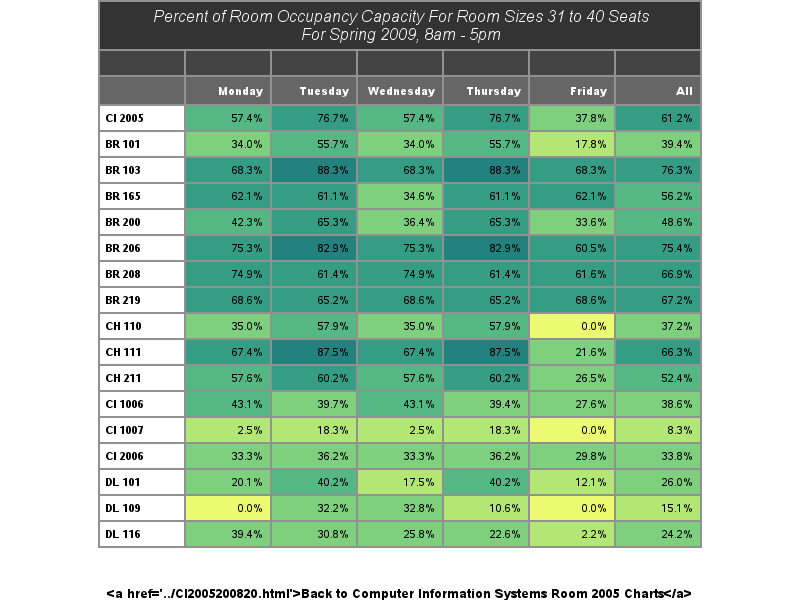 Percent of Room Occupancy Capacity For Room Sizes 31 to 40 Seats
For Spring 2009, 8am - 5pm
Monday Tuesday Wednesday Thursday Friday All
CI 2005 57.4% 76.7% 57.4% 76.7% 37.8% 61.2%
BR 101 34.0% 55.7% 34.0% 55.7% 17.8% 39.4%
BR 103 68.3% 88.3% 68.3% 88.3% 68.3% 76.3%
BR 165 62.1% 61.1% 34.6% 61.1% 62.1% 56.2%
BR 200 42.3% 65.3% 36.4% 65.3% 33.6% 48.6%
BR 206 75.3% 82.9% 75.3% 82.9% 60.5% 75.4%
BR 208 74.9% 61.4% 74.9% 61.4% 61.6% 66.9%
BR 219 68.6% 65.2% 68.6% 65.2% 68.6% 67.2%
CH 110 35.0% 57.9% 35.0% 57.9% 0.0% 37.2%
CH 111 67.4% 87.5% 67.4% 87.5% 21.6% 66.3%
CH 211 57.6% 60.2% 57.6% 60.2% 26.5% 52.4%
CI 1006 43.1% 39.7% 43.1% 39.4% 27.6% 38.6%
CI 1007 2.5% 18.3% 2.5% 18.3% 0.0% 8.3%
CI 2006 33.3% 36.2% 33.3% 36.2% 29.8% 33.8%
DL 101 20.1% 40.2% 17.5% 40.2% 12.1% 26.0%
DL 109 0.0% 32.2% 32.8% 10.6% 0.0% 15.1%
DL 116 39.4% 30.8% 25.8% 22.6% 2.2% 24.2%
&lt;a href='../CI2005200820.html'&gt;Back to Computer Information Systems Room 2005 Charts&lt;/a&gt;